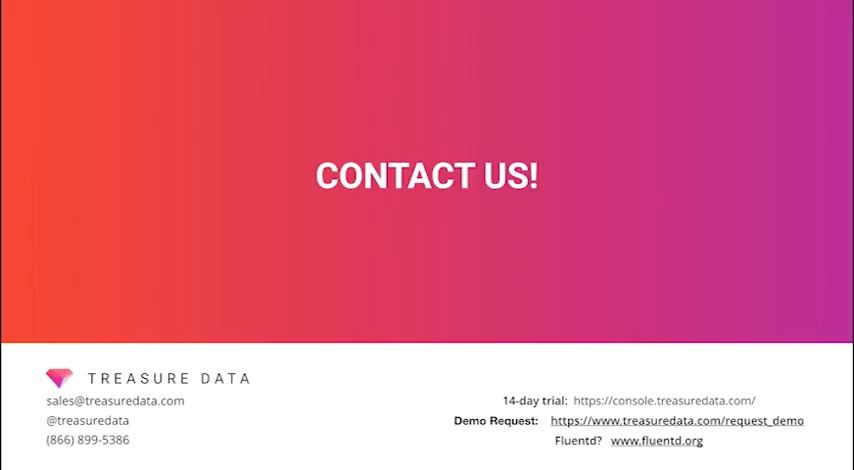 CONTACT US!
TREASURE DATA
sales@treasuredata.com
@treasuredata
(866) 899-5386
14-day trial: https://console.treasuredata.com/
Demo Request: https://www.treasuredata.com/request_demo
Fluentd? www.fluentd.org